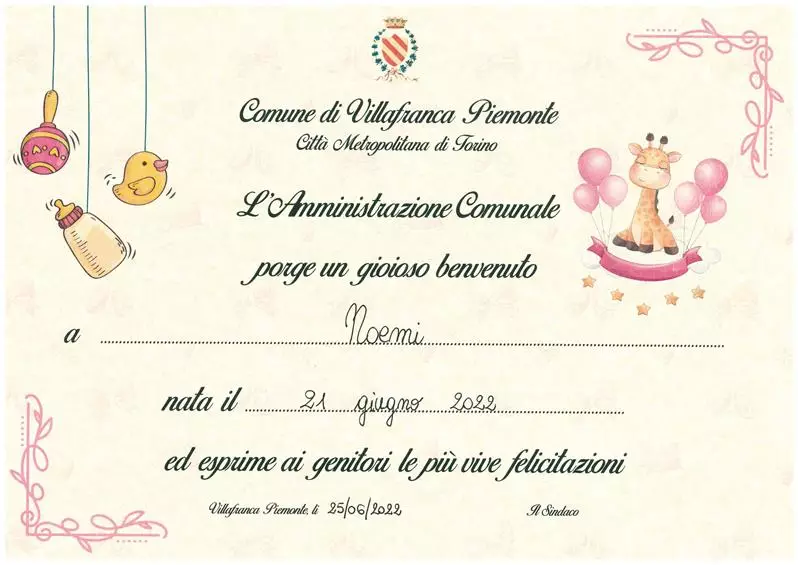 Comune di Villafranca Piemonte
Città Metropolitana di Torino
L'Amministrazione Comunale
porge un gioioso benvenuto
a Noemi
nata il 21 giugno 2022
ed esprime ai genitori le più vive felicitazioni
Villafranca Piemonte, lì 25/06/2022 Il Sindaco